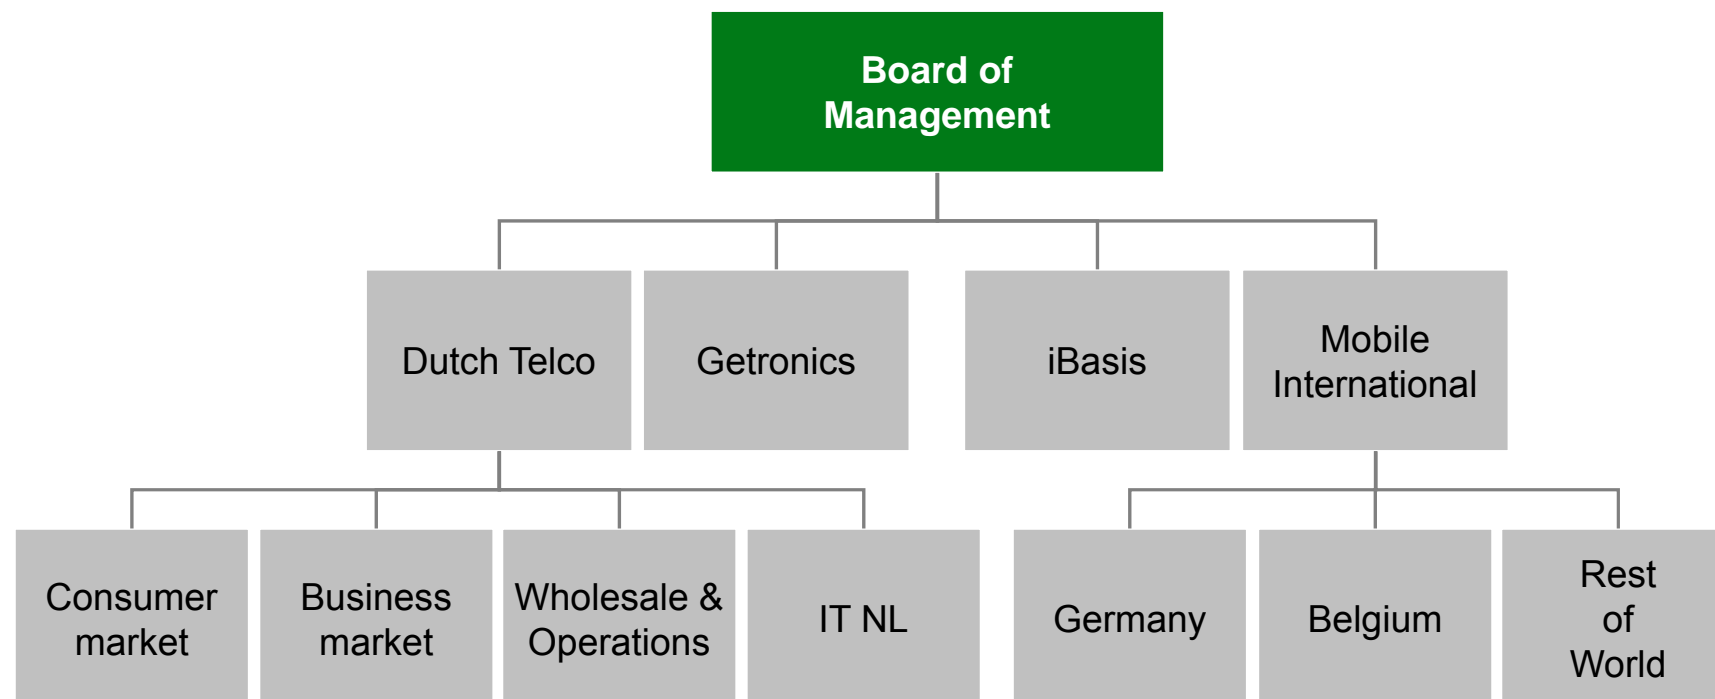 Board of
Management
Dutch Telco
Getronics
iBasis
Mobile
International
Consumer
market
Business
market
Wholesale &
Operations
IT NL
Germany
Belgium
Rest
of
World